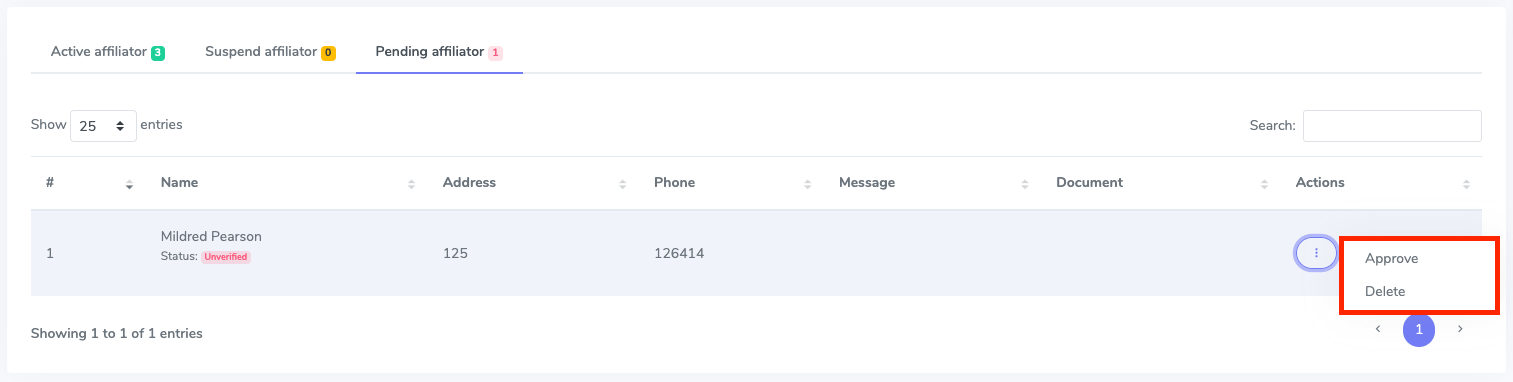 Active affiliator 3 Suspend affiliator 0 Pending affiliator 1
Show 25 entries Search:
# Name Address Phone Message Document Actions
Mildred Pearson
1 125 126414
Status: Unverified
Approve
Delete
Showing 1 to 1 of 1 entries ‹ 1 ›